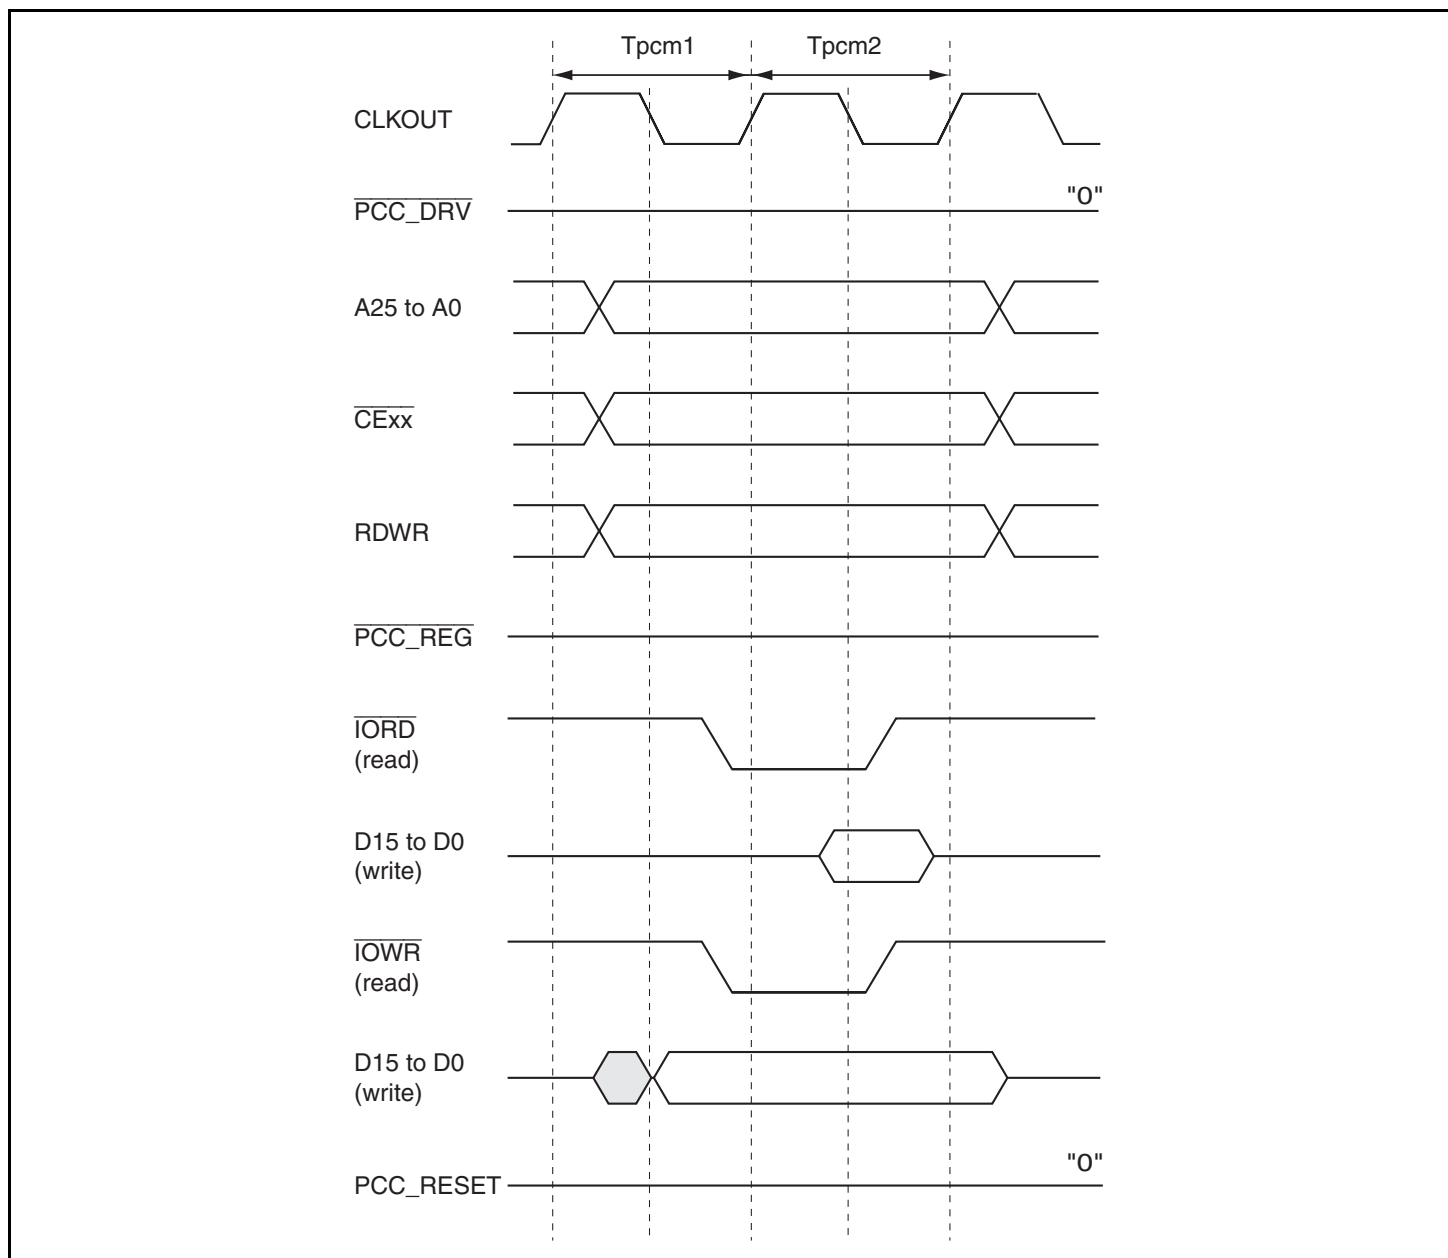 Tpcm1 Tpcm2
CLKOUT
PCC_DRV "0"
A25 to A0
CExx
RDWR
PCC_REG
IORD
(read)
D15 to D0
(write)
IOWR
(read)
D15 to D0
(write)
PCC_RESET "0"